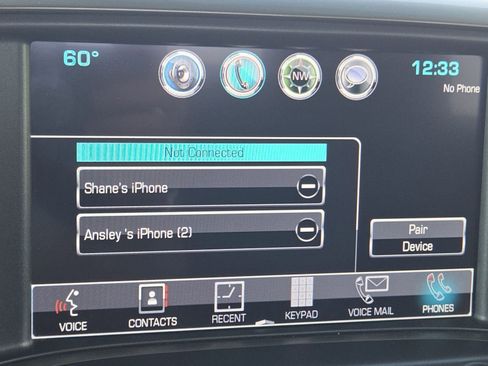 60°
NW
12:33
No Phone
Not Connected
Shane's iPhone
Ansley 's iPhone (2)
Pair
Device
VOICE
CONTACTS
RECENT
KEYPAD
VOICE MAIL
PHONES